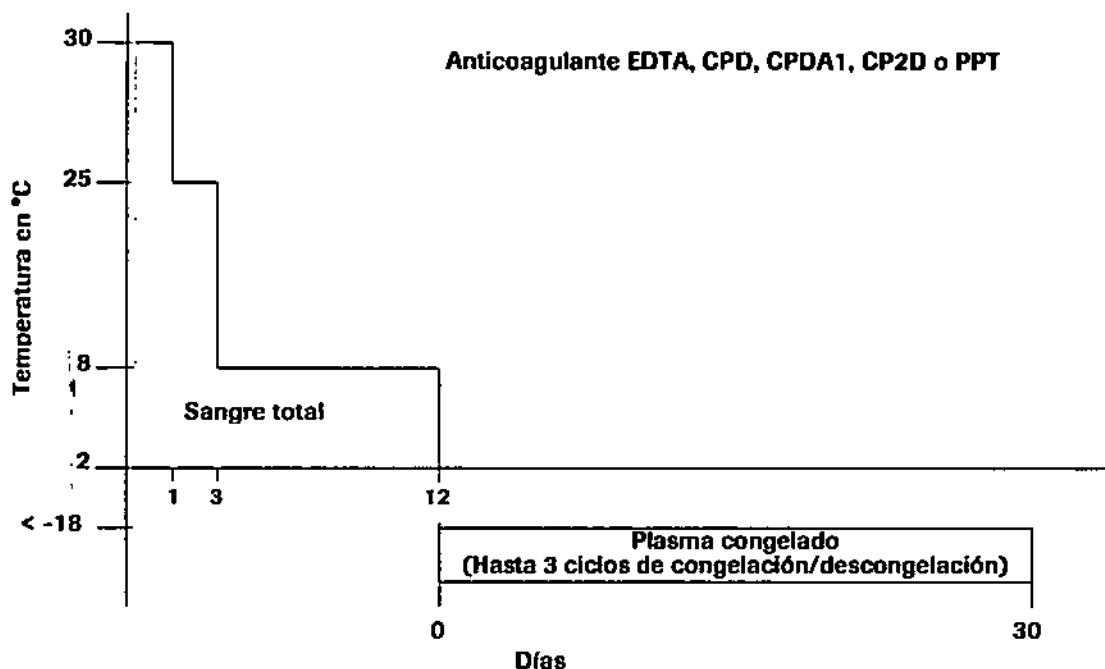 30
Anticoagulante EDTA, CPD, CPDA1, CP2D o PPT
25
Temperatura en °C
8
Sangre total
2
1 3 12
< -18
Plasma congelado
(Hasta 3 ciclos de congelación/descongelación)
0 30
Días